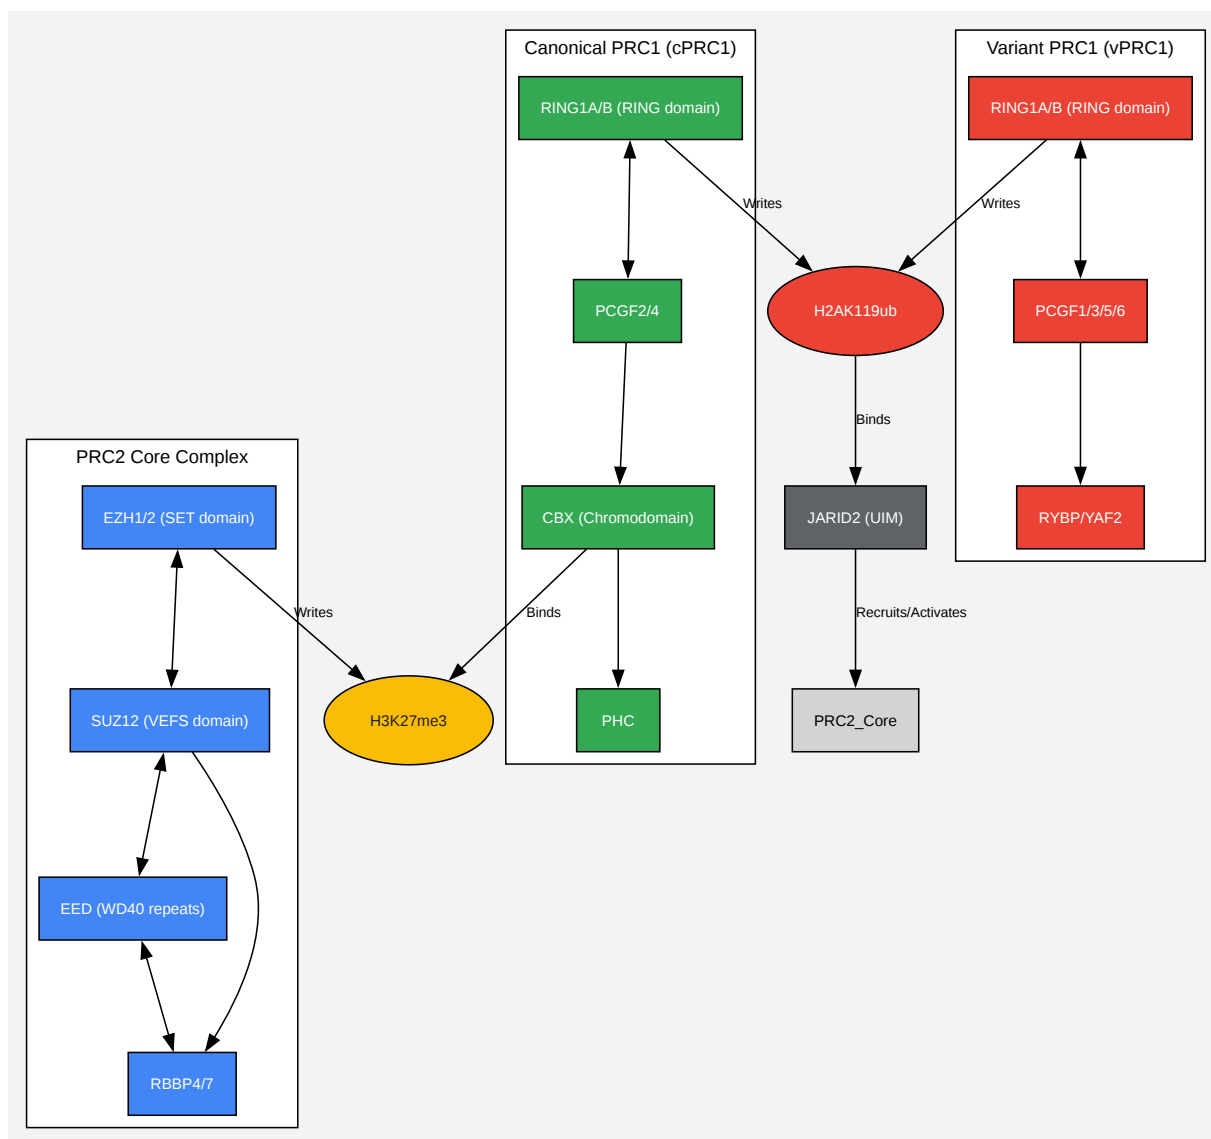 Canonical PRC1 (cPRC1)
Variant PRC1 (vPRC1)
RING1A/B (RING domain)
RING1A/B (RING domain)
Writes
Writes
PCGF2/4
H2AK119ub
PCGF1/3/5/6
Binds
PRC2 Core Complex
EZH1/2 (SET domain)
CBX (Chromodomain)
JARID2 (UIM)
RYBP/YAF2
Writes
Binds
Recruits/Activates
SUZ12 (VEFS domain)
H3K27me3
PHC
PRC2_Core
EED (WD40 repeats)
RBBP4/7